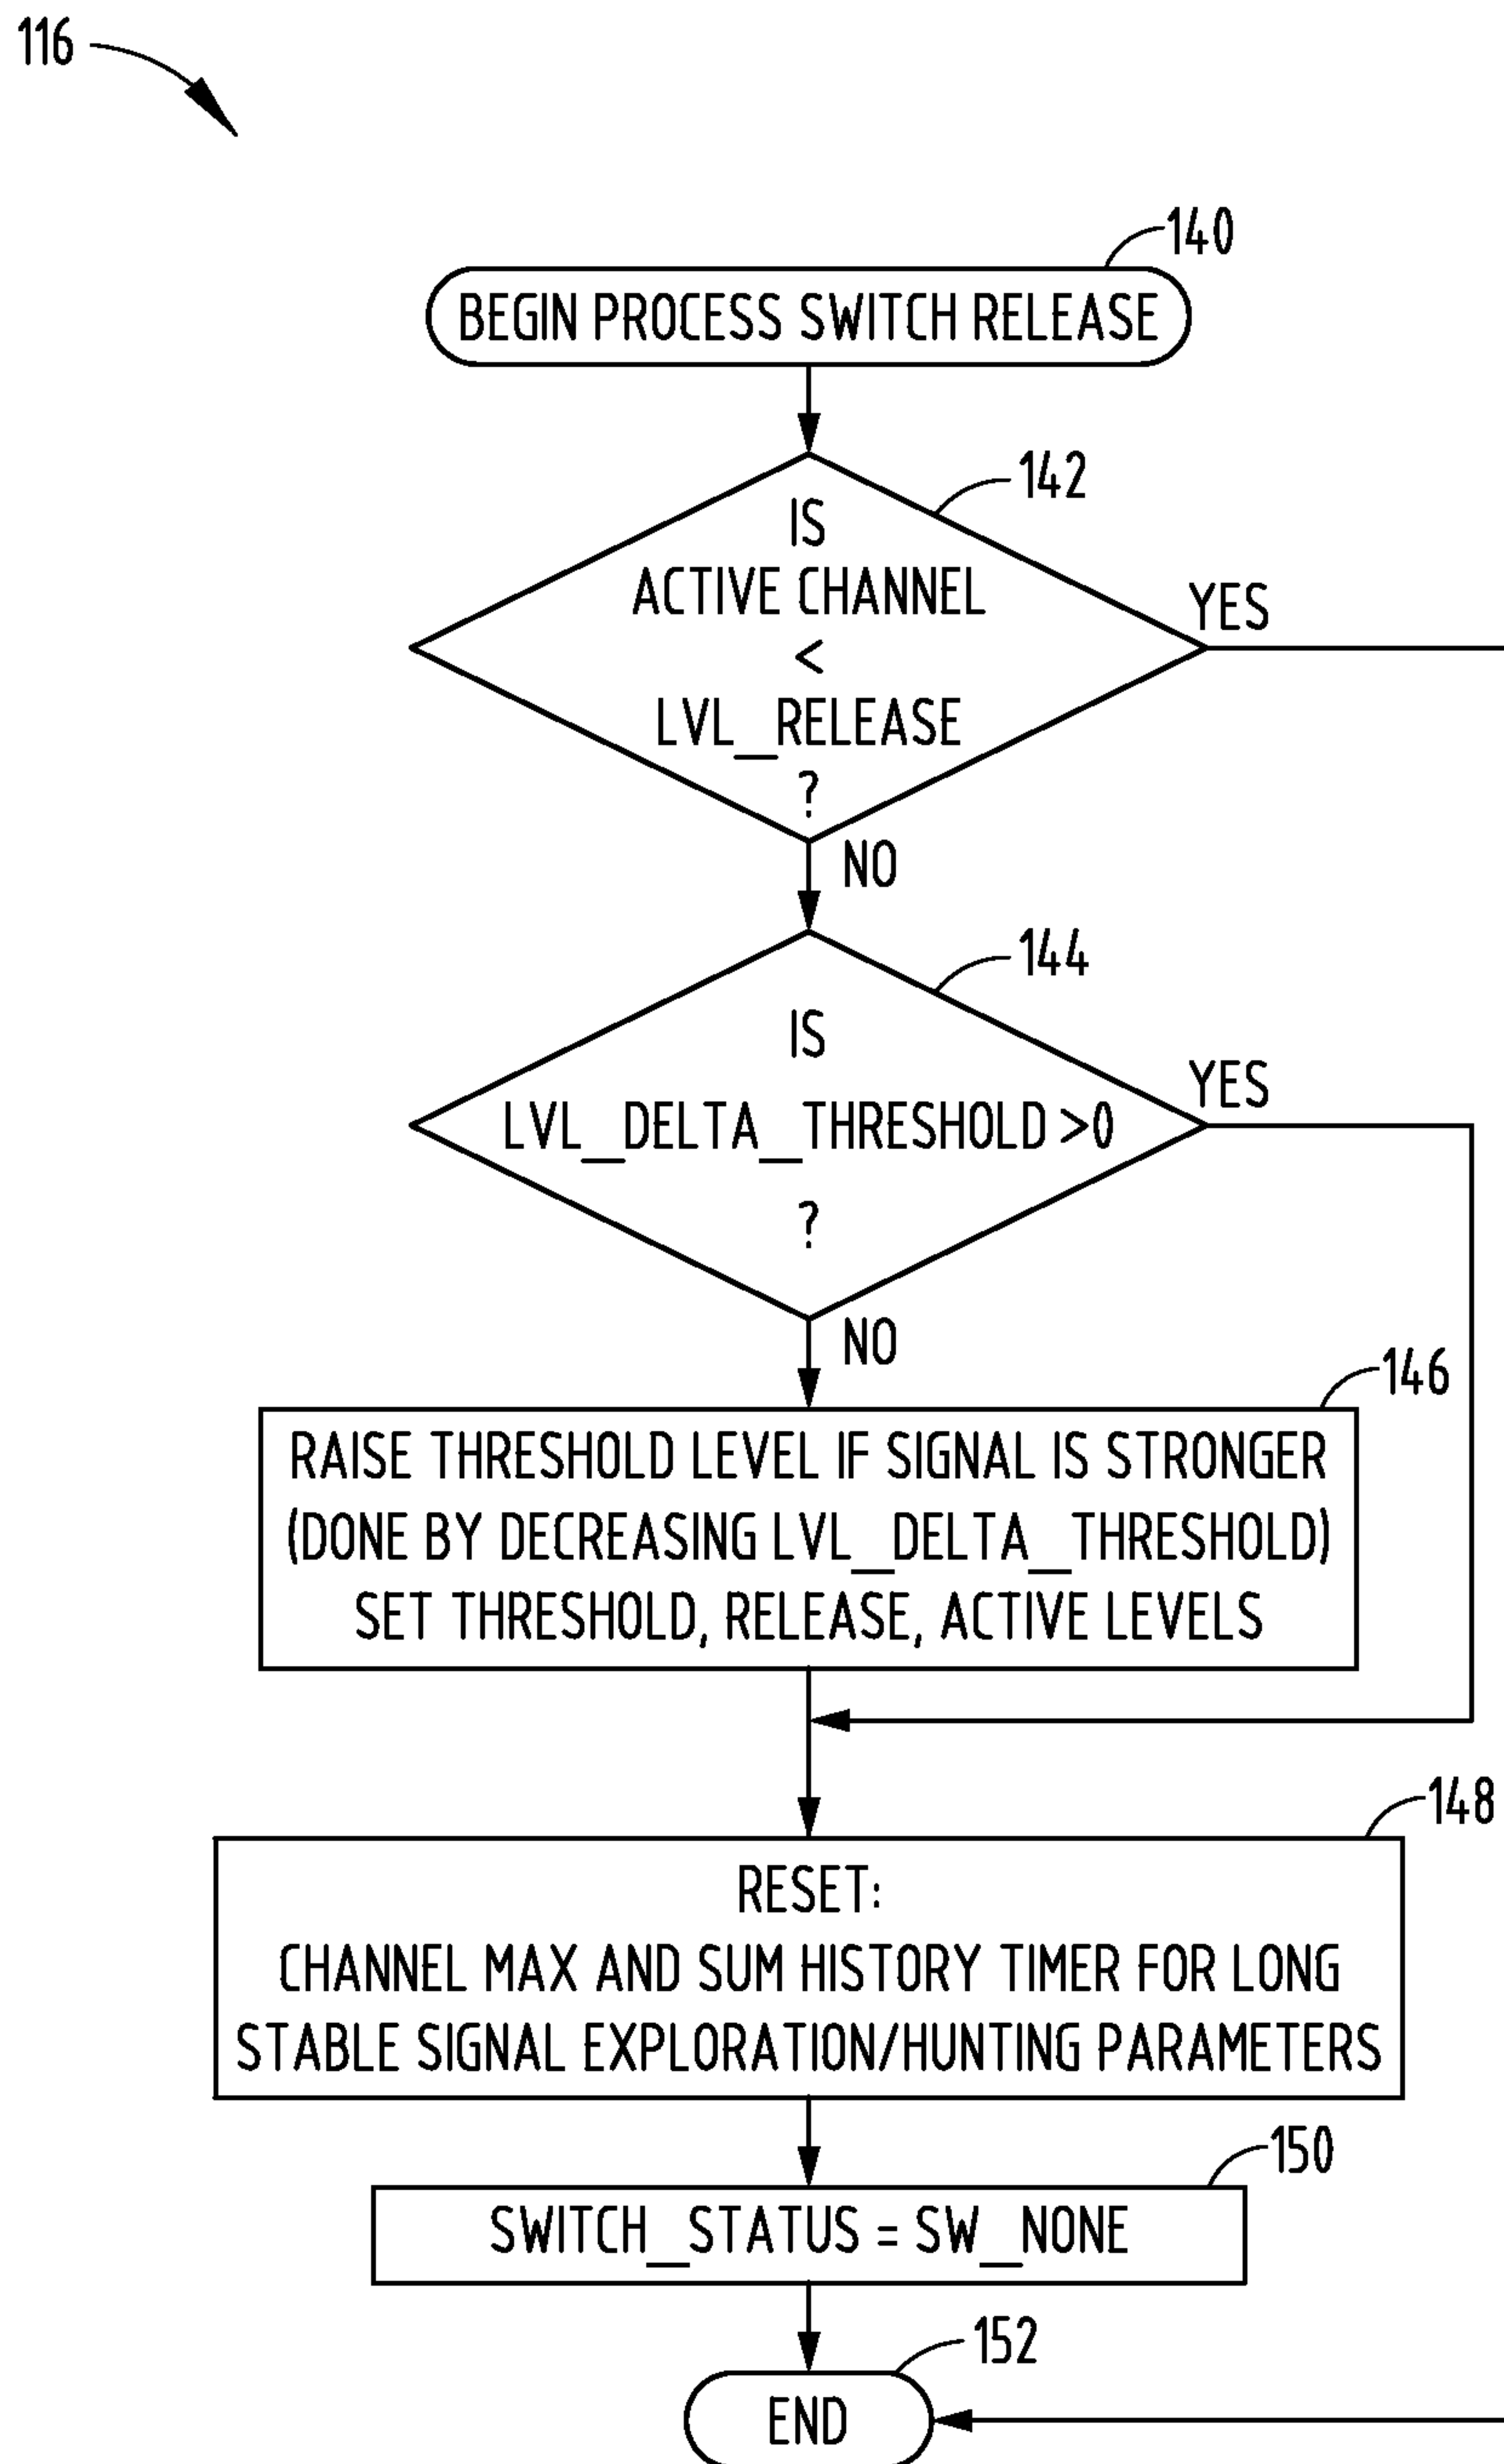 116
140
BEGIN PROCESS SWITCH RELEASE
142
IS
ACTIVE CHANNEL
<
LVL_RELEASE
?
YES
NO
144
IS
LVL_DELTA_THRESHOLD >0
?
YES
NO
146
RAISE THRESHOLD LEVEL IF SIGNAL IS STRONGER
(DONE BY DECREASING LVL_DELTA_THRESHOLD)
SET THRESHOLD, RELEASE, ACTIVE LEVELS
148
RESET:
CHANNEL MAX AND SUM HISTORY TIMER FOR LONG
STABLE SIGNAL EXPLORATION/HUNTING PARAMETERS
150
SWITCH_STATUS = SW_NONE
152
END